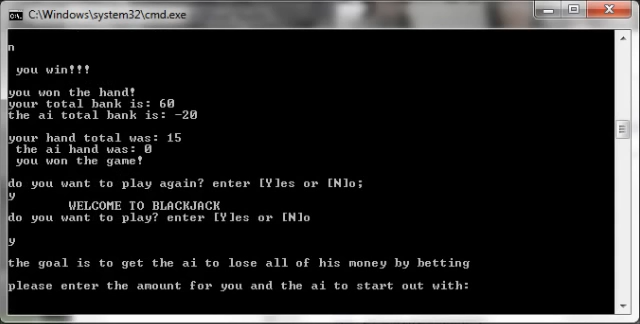 C:\Windows\system32\cmd.exe
n
you win!!!
you won the hand!
your total bank is: 60
the ai total bank is: -20
your hand total was: 15
the ai hand was: 0
you won the game!
do you want to play again? enter [Y]es or [N]o;
y
WELCOME TO BLACKJACK
do you want to play? enter [Y]es or [N]o
y
the goal is to get the ai to lose all of his money by betting
please enter the amount for you and the ai to start out with: